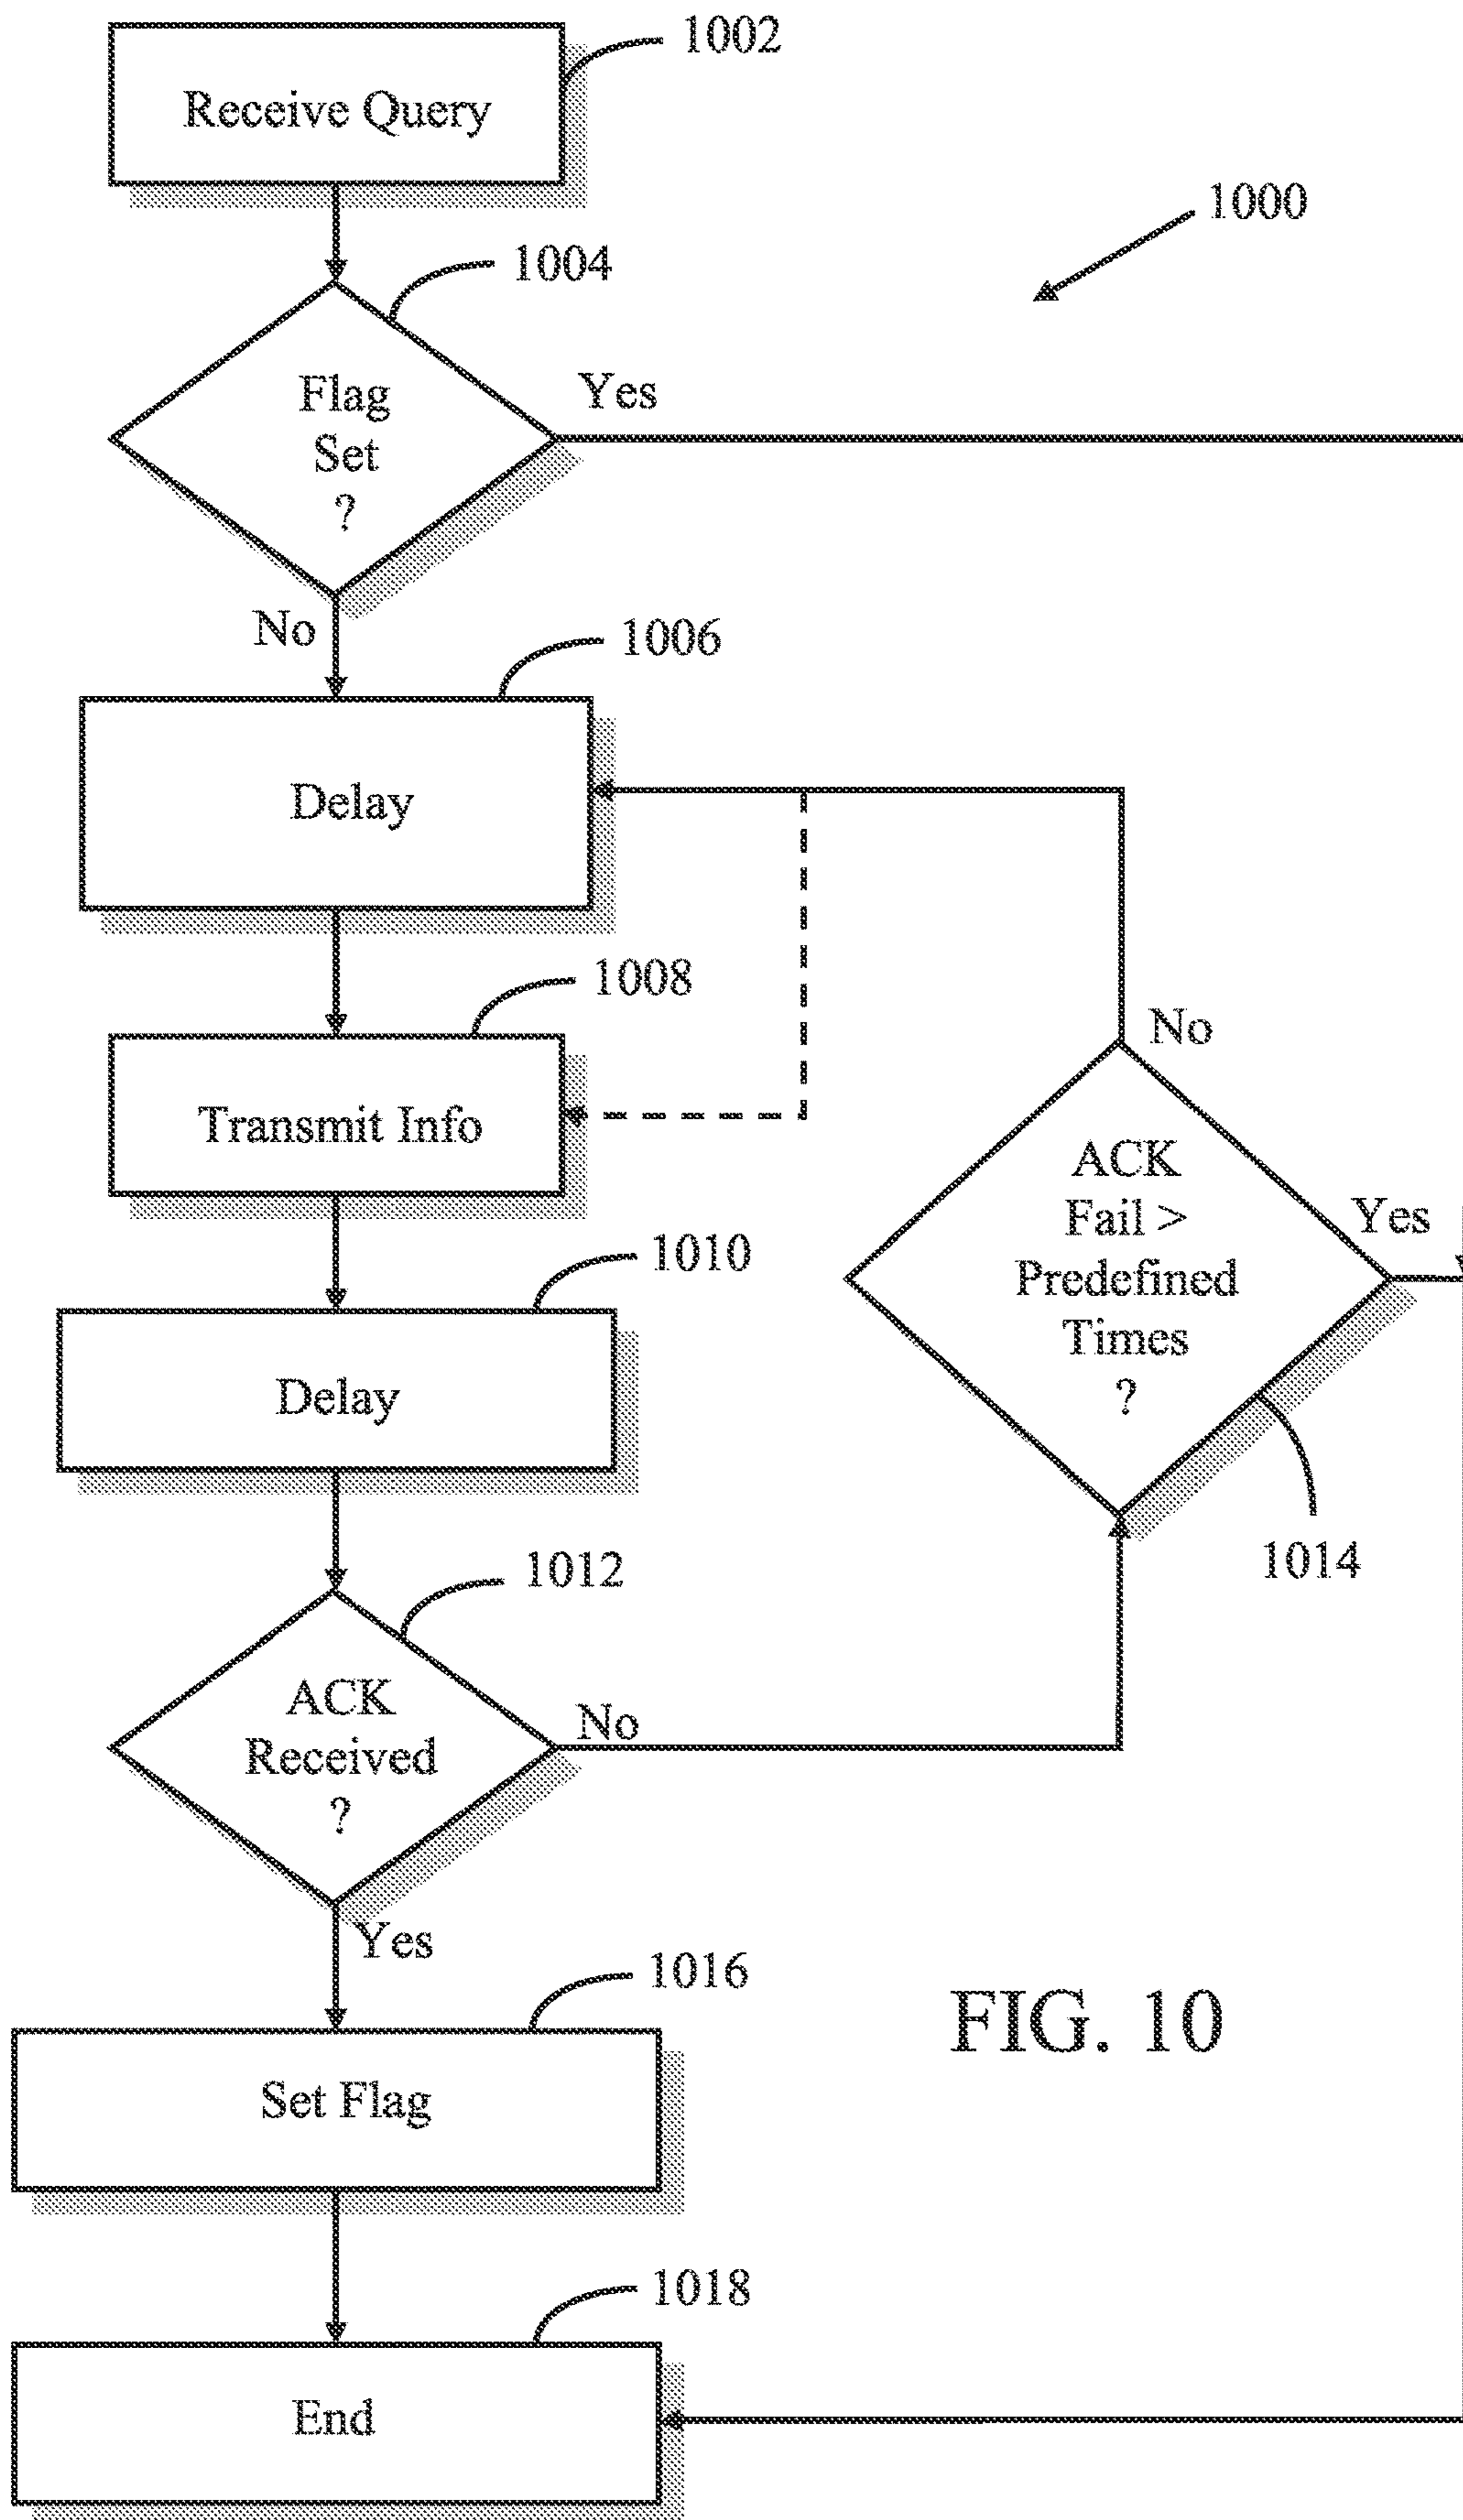 1002
Receive Query
1000
1004
Flag
Set
?
Yes
No
1006
Delay
1008
Transmit Info
No
ACK
Fail >
Predefined
Times
?
Yes
1010
Delay
1014
1012
ACK
Received
?
No
Yes
1016
Set Flag
FIG. 10
1018
End